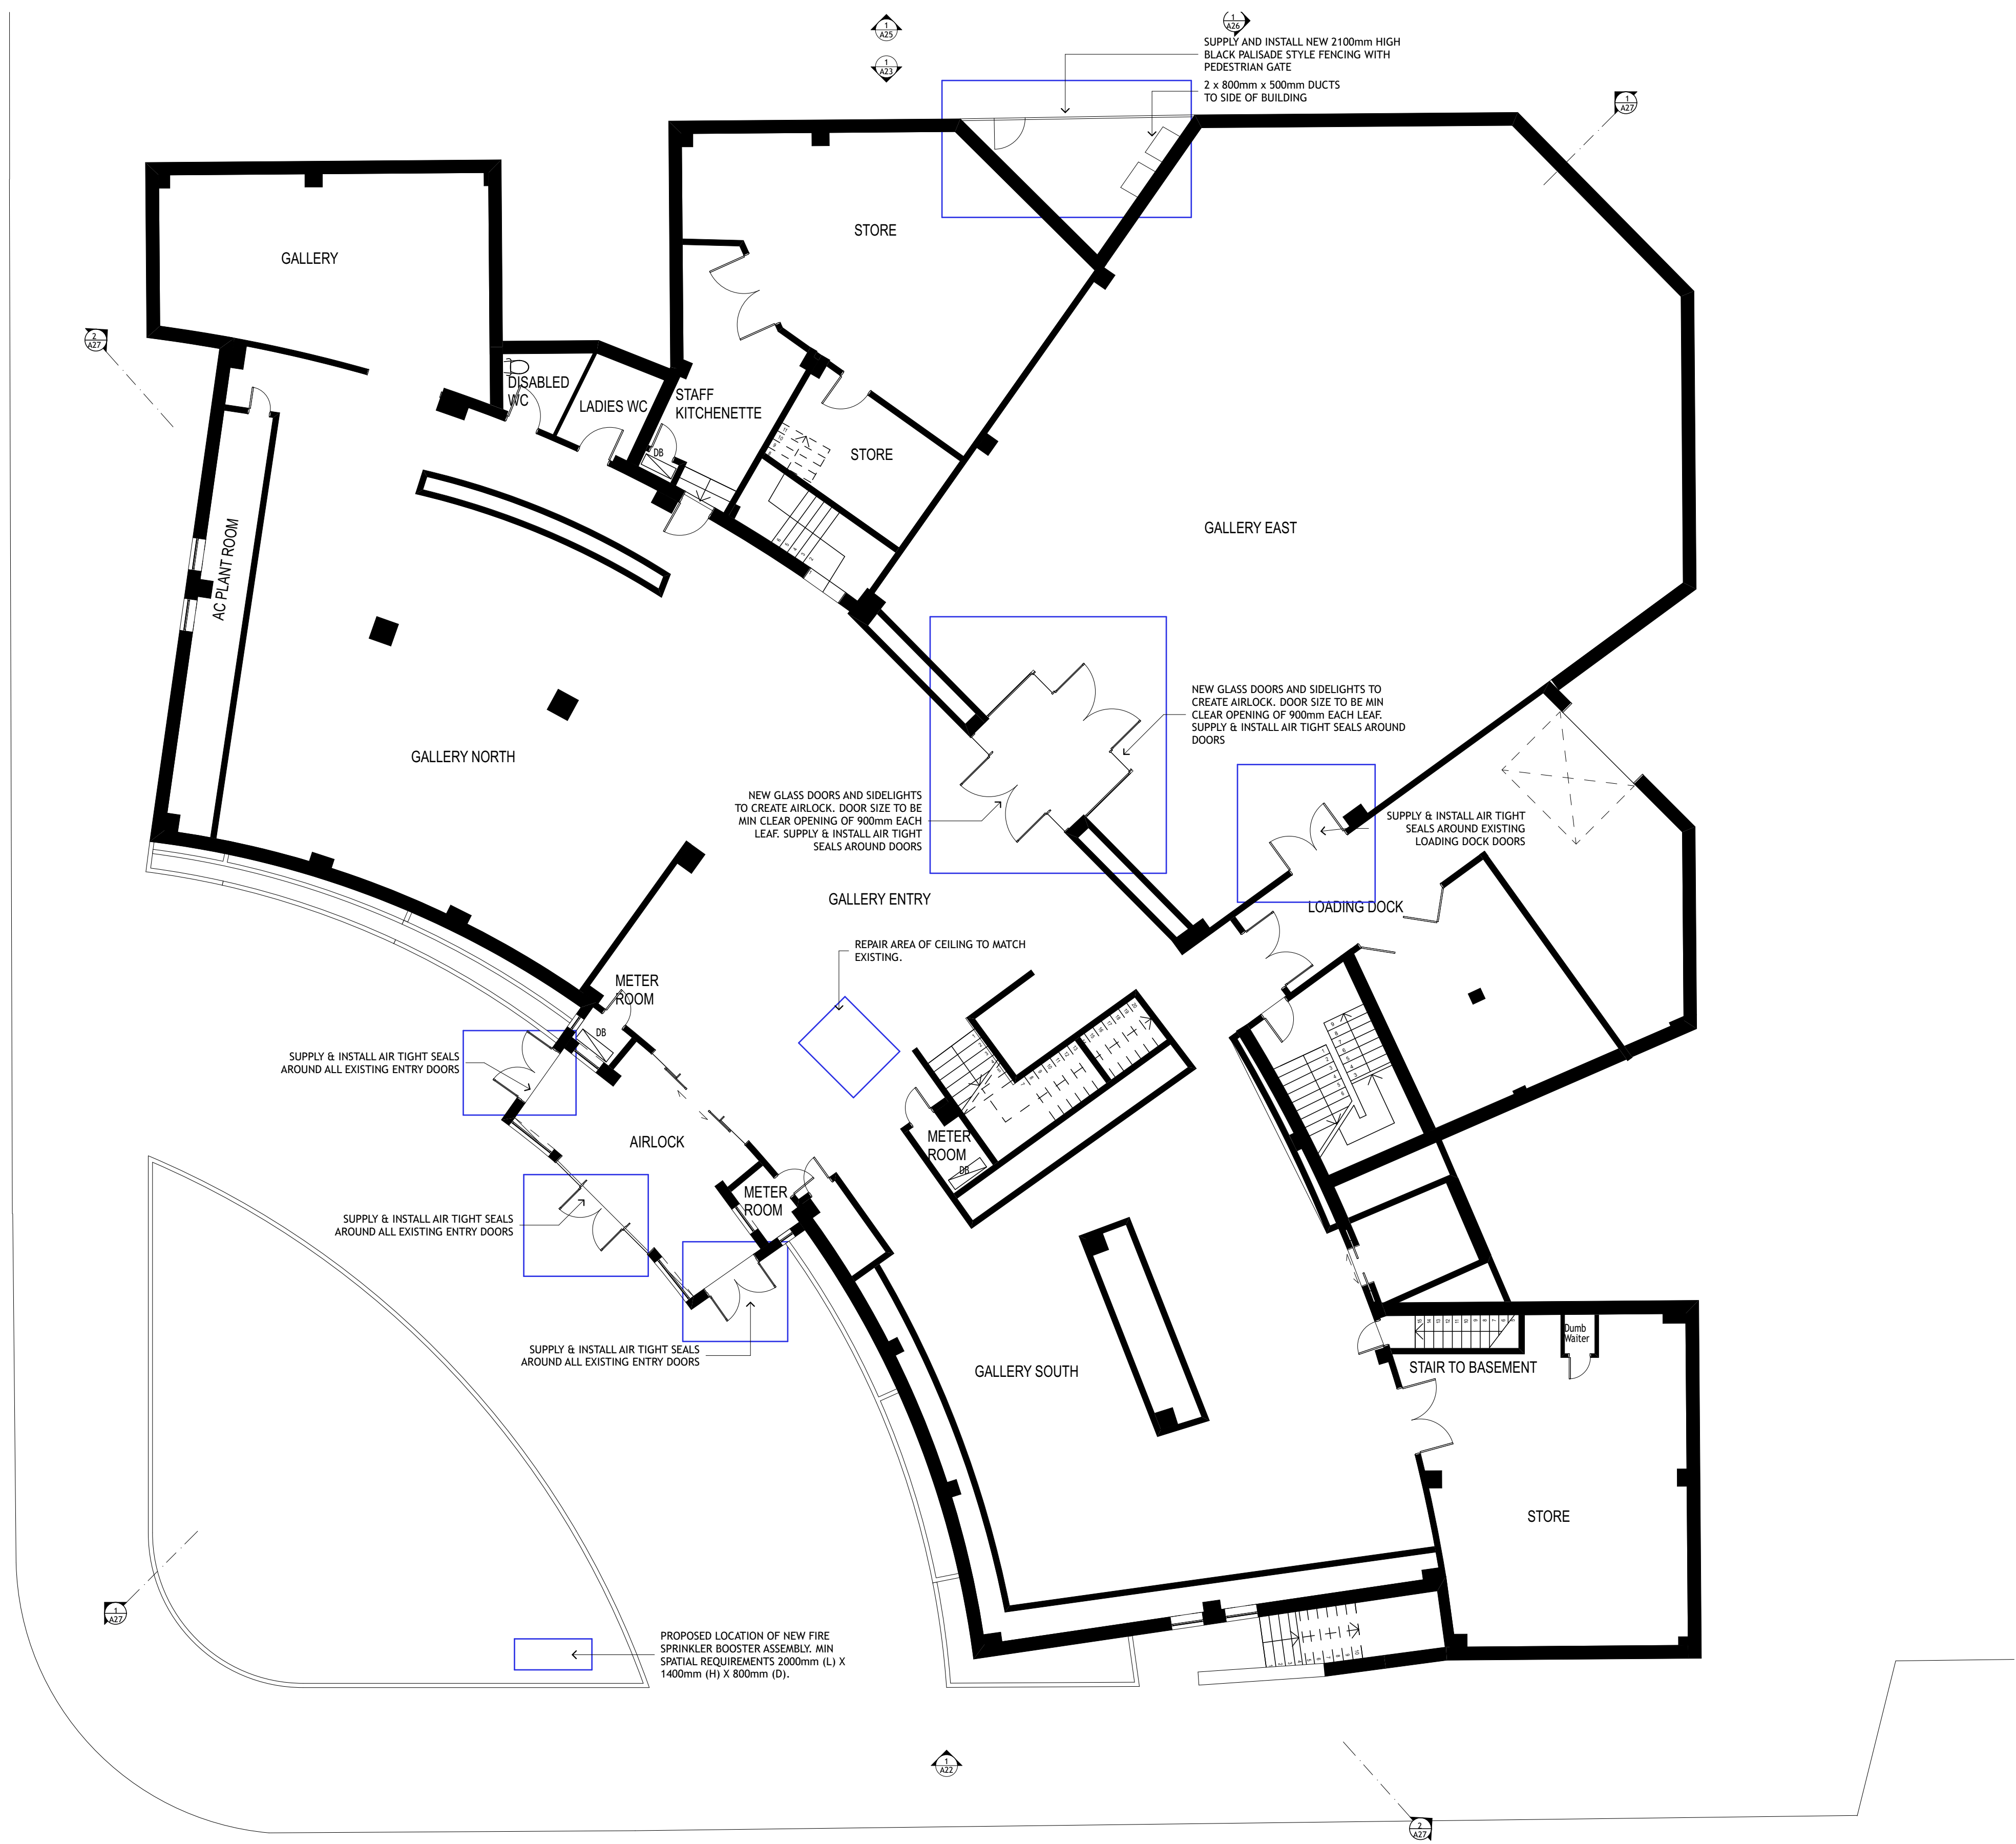 1
A25
1
A26
1
A23
SUPPLY AND INSTALL NEW 2100mm HIGH
BLACK PALISADE STYLE FENCING WITH
PEDESTRIAN GATE
2 x 800mm x 500mm DUCTS
TO SIDE OF BUILDING
1
A27
STORE
GALLERY
2
A27
DISABLED
WC
LADIES WC
STAFF
KITCHENETTE
DB
STORE
GALLERY EAST
AC PLANT ROOM
NEW GLASS DOORS AND SIDELIGHTS TO
CREATE AIRLOCK. DOOR SIZE TO BE MIN
CLEAR OPENING OF 900mm EACH LEAF.
SUPPLY & INSTALL AIR TIGHT SEALS AROUND
DOORS
GALLERY NORTH
NEW GLASS DOORS AND SIDELIGHTS
TO CREATE AIRLOCK. DOOR SIZE TO BE
MIN CLEAR OPENING OF 900mm EACH
LEAF. SUPPLY & INSTALL AIR TIGHT
SEALS AROUND DOORS
SUPPLY & INSTALL AIR TIGHT
SEALS AROUND EXISTING
LOADING DOCK DOORS
GALLERY ENTRY
LOADING DOCK
REPAIR AREA OF CEILING TO MATCH
EXISTING.
METER
ROOM
DB
SUPPLY & INSTALL AIR TIGHT SEALS
AROUND ALL EXISTING ENTRY DOORS
AIRLOCK
METER
ROOM
DB
METER
ROOM
SUPPLY & INSTALL AIR TIGHT SEALS
AROUND ALL EXISTING ENTRY DOORS
SUPPLY & INSTALL AIR TIGHT SEALS
AROUND ALL EXISTING ENTRY DOORS
GALLERY SOUTH
Dumb
Waiter
STAIR TO BASEMENT
STORE
1
A27
PROPOSED LOCATION OF NEW FIRE
SPRINKLER BOOSTER ASSEMBLY. MIN
SPATIAL REQUIREMENTS 2000mm (L) X
1400mm (H) X 800mm (D).
1
A22
2
A27